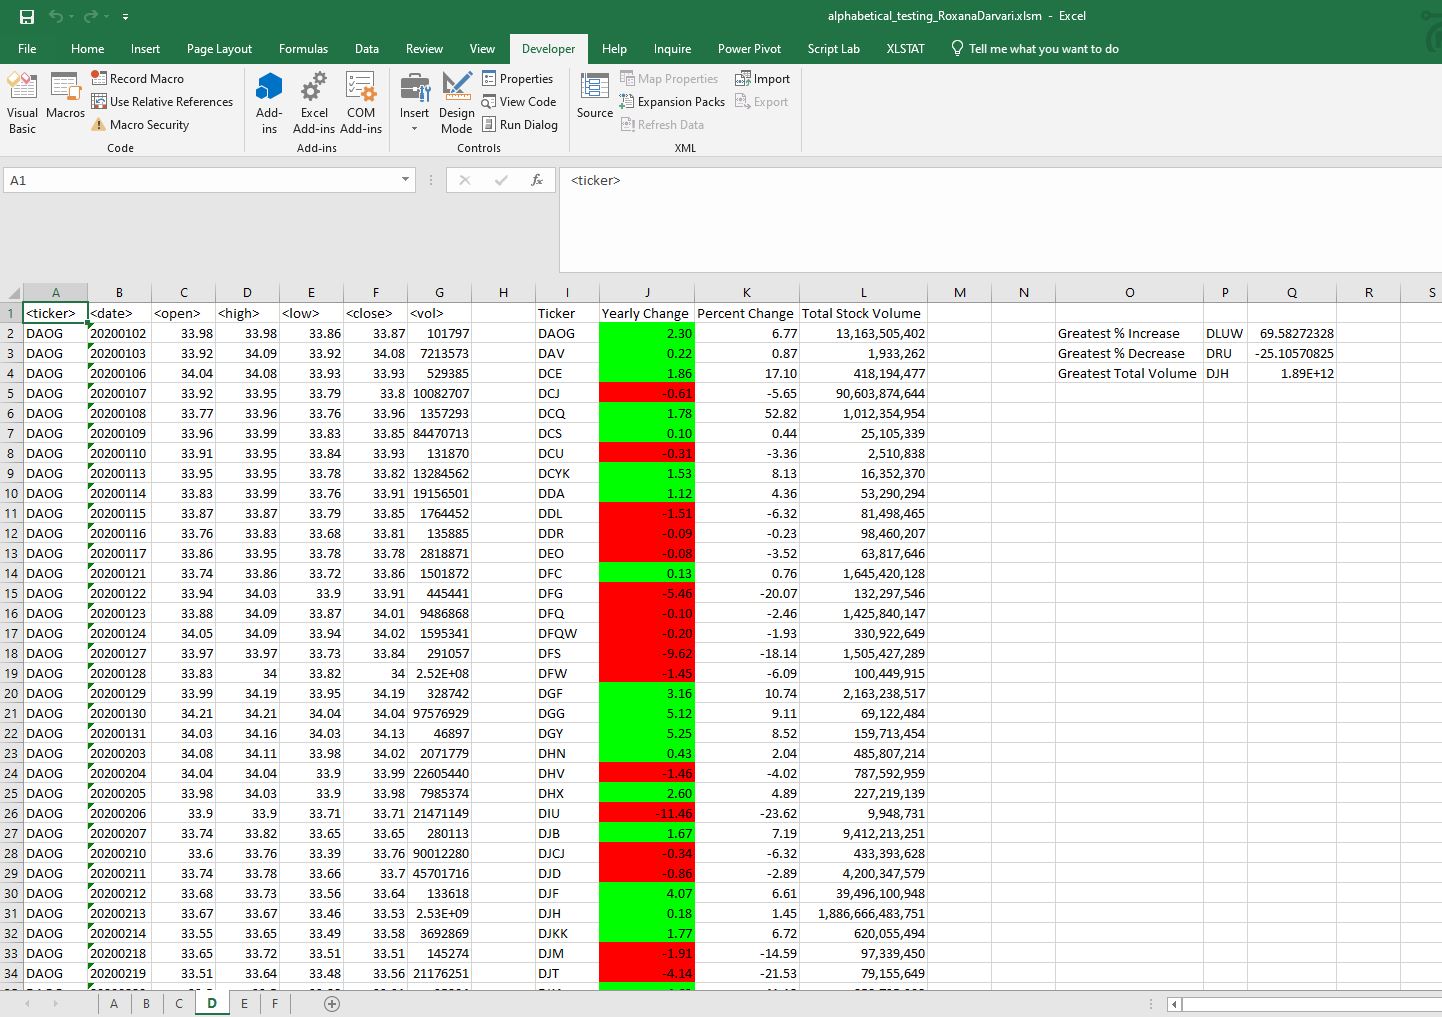 alphabetical_testing_RoxanaDarvari.xlsm - Excel
File Home Insert Page Layout Formulas Data Review View Developer Help Inquire Power Pivot Script Lab XLSTAT Tell me what you want to do
Visual Basic Macros Record Macro Use Relative References Macro Security Code
Add-ins Excel Add-ins COM Add-ins Add-ins
Insert Design Mode Properties View Code Run Dialog Controls
Source Map Properties Expansion Packs Refresh Data Import Export XML
A1 fx <ticker>
A B C D E F G H I J K L M N O P Q R S
1 <ticker> <date> <open> <high> <low> <close> <vol> Ticker Yearly Change Percent Change Total Stock Volume
2 DAOG 20200102 33.98 33.98 33.86 33.87 101797 DAOG 2.30 6.77 13,163,505,402 Greatest % Increase DLUW 69.58272328
3 DAOG 20200103 33.92 34.09 33.92 34.08 7213573 DAV 0.22 0.87 1,933,262 Greatest % Decrease DRU -25.10570825
4 DAOG 20200106 34.04 34.08 33.93 33.93 529385 DCE 1.86 17.10 418,194,477 Greatest Total Volume DJH 1.89E+12
5 DAOG 20200107 33.92 33.95 33.79 33.8 10082707 DCJ -0.61 -5.65 90,603,874,644
6 DAOG 20200108 33.77 33.96 33.76 33.96 1357293 DCQ 1.78 52.82 1,012,354,954
7 DAOG 20200109 33.96 33.99 33.83 33.85 84470713 DCS 0.10 0.44 25,105,339
8 DAOG 20200110 33.91 33.95 33.84 33.93 131870 DCU -0.31 -3.36 2,510,838
9 DAOG 20200113 33.95 33.95 33.78 33.82 13284562 DCYK 1.53 8.13 16,352,370
10 DAOG 20200114 33.83 33.99 33.76 33.91 19156501 DDA 1.12 4.36 53,290,294
11 DAOG 20200115 33.87 33.87 33.79 33.85 1764452 DDL -1.51 -6.32 81,498,465
12 DAOG 20200116 33.76 33.83 33.68 33.81 135885 DDR -0.09 -0.23 98,460,207
13 DAOG 20200117 33.86 33.95 33.78 33.78 2818871 DEO -0.08 -3.52 63,817,646
14 DAOG 20200121 33.74 33.86 33.72 33.86 1501872 DFC 0.13 0.76 1,645,420,128
15 DAOG 20200122 33.94 34.03 33.9 33.91 445441 DFG -5.46 -20.07 132,297,546
16 DAOG 20200123 33.88 34.09 33.87 34.01 9486868 DFQ -0.10 -2.46 1,425,840,147
17 DAOG 20200124 34.05 34.09 33.94 34.02 1595341 DFQW -0.20 -1.93 330,922,649
18 DAOG 20200127 33.97 33.97 33.73 33.84 291057 DFS -9.62 -18.14 1,505,427,289
19 DAOG 20200128 33.83 34 33.82 34 2.52E+08 DFW -1.45 -6.09 100,449,915
20 DAOG 20200129 33.99 34.19 33.95 34.19 328742 DGF 3.16 10.74 2,163,238,517
21 DAOG 20200130 34.21 34.21 34.04 34.04 97576929 DGG 5.12 9.11 69,122,484
22 DAOG 20200131 34.03 34.16 34.03 34.13 46897 DGY 5.25 8.52 159,713,454
23 DAOG 20200203 34.08 34.11 33.98 34.02 2071779 DHN 0.43 2.04 485,807,214
24 DAOG 20200204 34.04 34.04 33.9 33.99 22605440 DHV -1.46 -4.02 787,592,959
25 DAOG 20200205 33.98 34.03 33.9 33.98 7985374 DHX 2.60 4.89 227,219,139
26 DAOG 20200206 33.9 33.9 33.71 33.71 21471149 DIU -11.46 -23.62 9,948,731
27 DAOG 20200207 33.74 33.82 33.65 33.65 280113 DJB 1.67 7.19 9,412,213,251
28 DAOG 20200210 33.6 33.76 33.39 33.76 90012280 DJCJ -0.34 -6.32 433,393,628
29 DAOG 20200211 33.74 33.78 33.66 33.7 45701716 DJD -0.86 -2.89 4,200,347,579
30 DAOG 20200212 33.68 33.73 33.56 33.64 133618 DJF 4.07 6.61 39,496,100,948
31 DAOG 20200213 33.67 33.67 33.46 33.53 2.53E+09 DJH 0.18 1.45 1,886,666,483,751
32 DAOG 20200214 33.55 33.65 33.49 33.58 3692869 DJKK 1.77 6.72 620,055,494
33 DAOG 20200218 33.65 33.72 33.51 33.51 145274 DJM -1.91 -14.59 97,339,450
34 DAOG 20200219 33.51 33.64 33.48 33.56 21176251 DJT -4.14 -21.53 79,155,649
A B C D E F